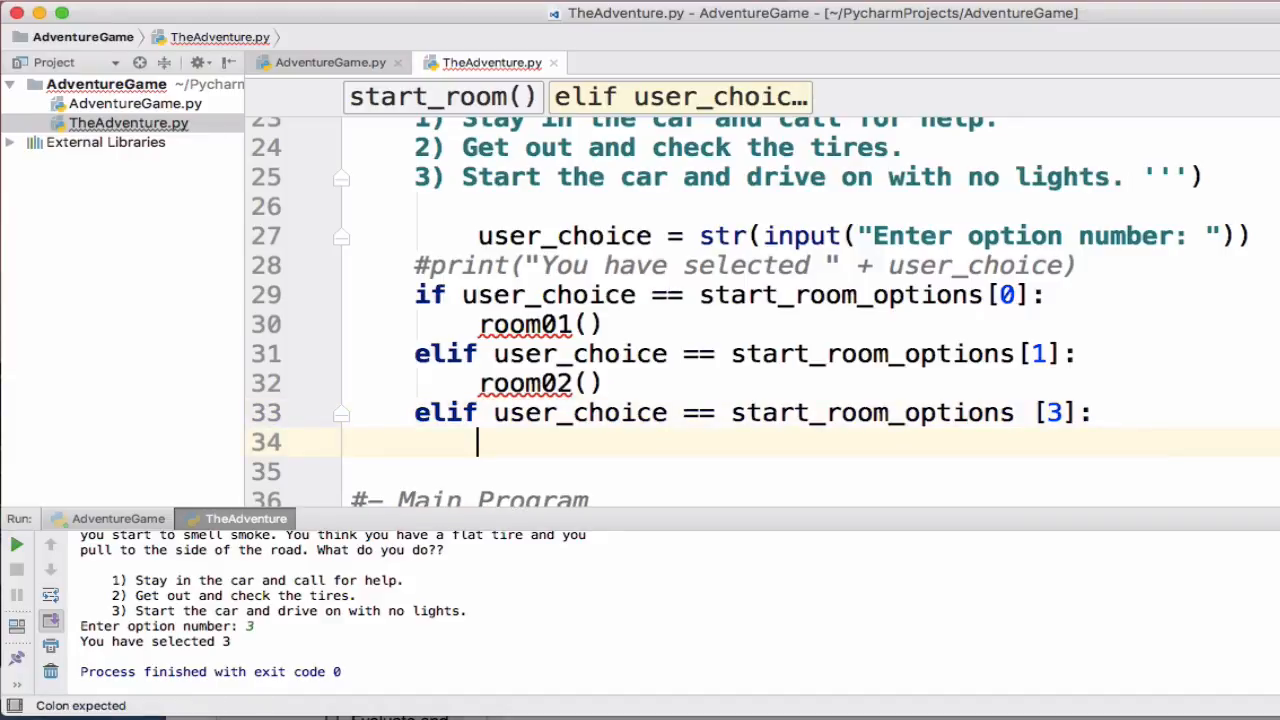 TheAdventure.py - AdventureGame - [~/PycharmProjects/AdventureGame]
AdventureGame TheAdventure.py
Project AdventureGame.py TheAdventure.py
AdventureGame ~/Pycharm
AdventureGame.py
TheAdventure.py
External Libraries
start_room() elif user_choic...
23 1) Stay in the car and call for help.
24 2) Get out and check the tires.
25 3) Start the car and drive on with no lights. ''')
26
27 user_choice = str(input("Enter option number: "))
28 #print("You have selected " + user_choice)
29 if user_choice == start_room_options[0]:
30 room01()
31 elif user_choice == start_room_options[1]:
32 room02()
33 elif user_choice == start_room_options [3]:
34
35
36 #— Main Program
Run: AdventureGame TheAdventure
you start to smell smoke. You think you have a flat tire and you
pull to the side of the road. What do you do??
1) Stay in the car and call for help.
2) Get out and check the tires.
3) Start the car and drive on with no lights.
Enter option number: 3
You have selected 3
Process finished with exit code 0
Colon expected
Evaluate and